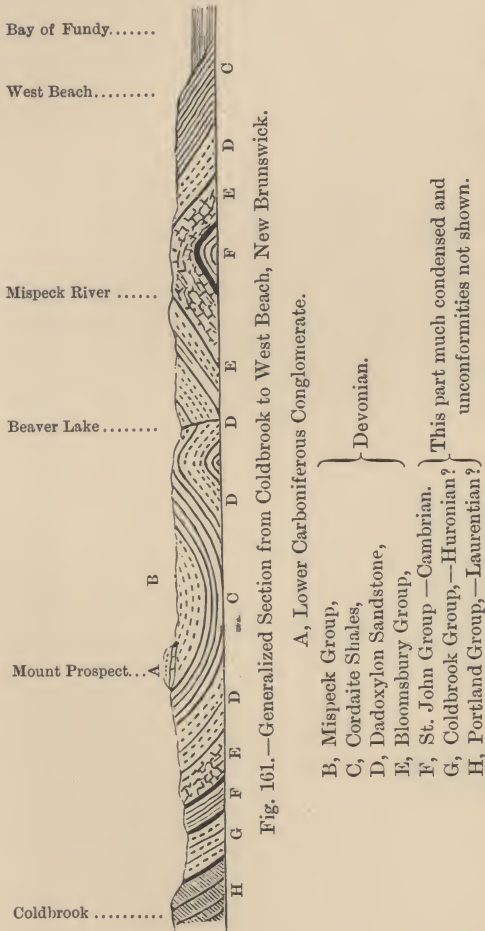 Bay of Fundy.......
West Beach.........
Mispeck River ......
Beaver Lake........
Mount Prospect...
Coldbrook ..........
B
A
C
D
E
F
E
D
D
C
D
E
F
G
H
Fig. 161.—Generalized Section from Coldbrook to West Beach, New Brunswick.
A, Lower Carboniferous Conglomerate.
B, Mispeck Group,
C, Cordaite Shales,
D, Dadoxylon Sandstone,
E, Bloomsbury Group,
Devonian.
F, St. John Group—Cambrian.
G, Coldbrook Group,—Huronian?
H, Portland Group,—Laurentian?
This part much condensed and
unconformities not shown.